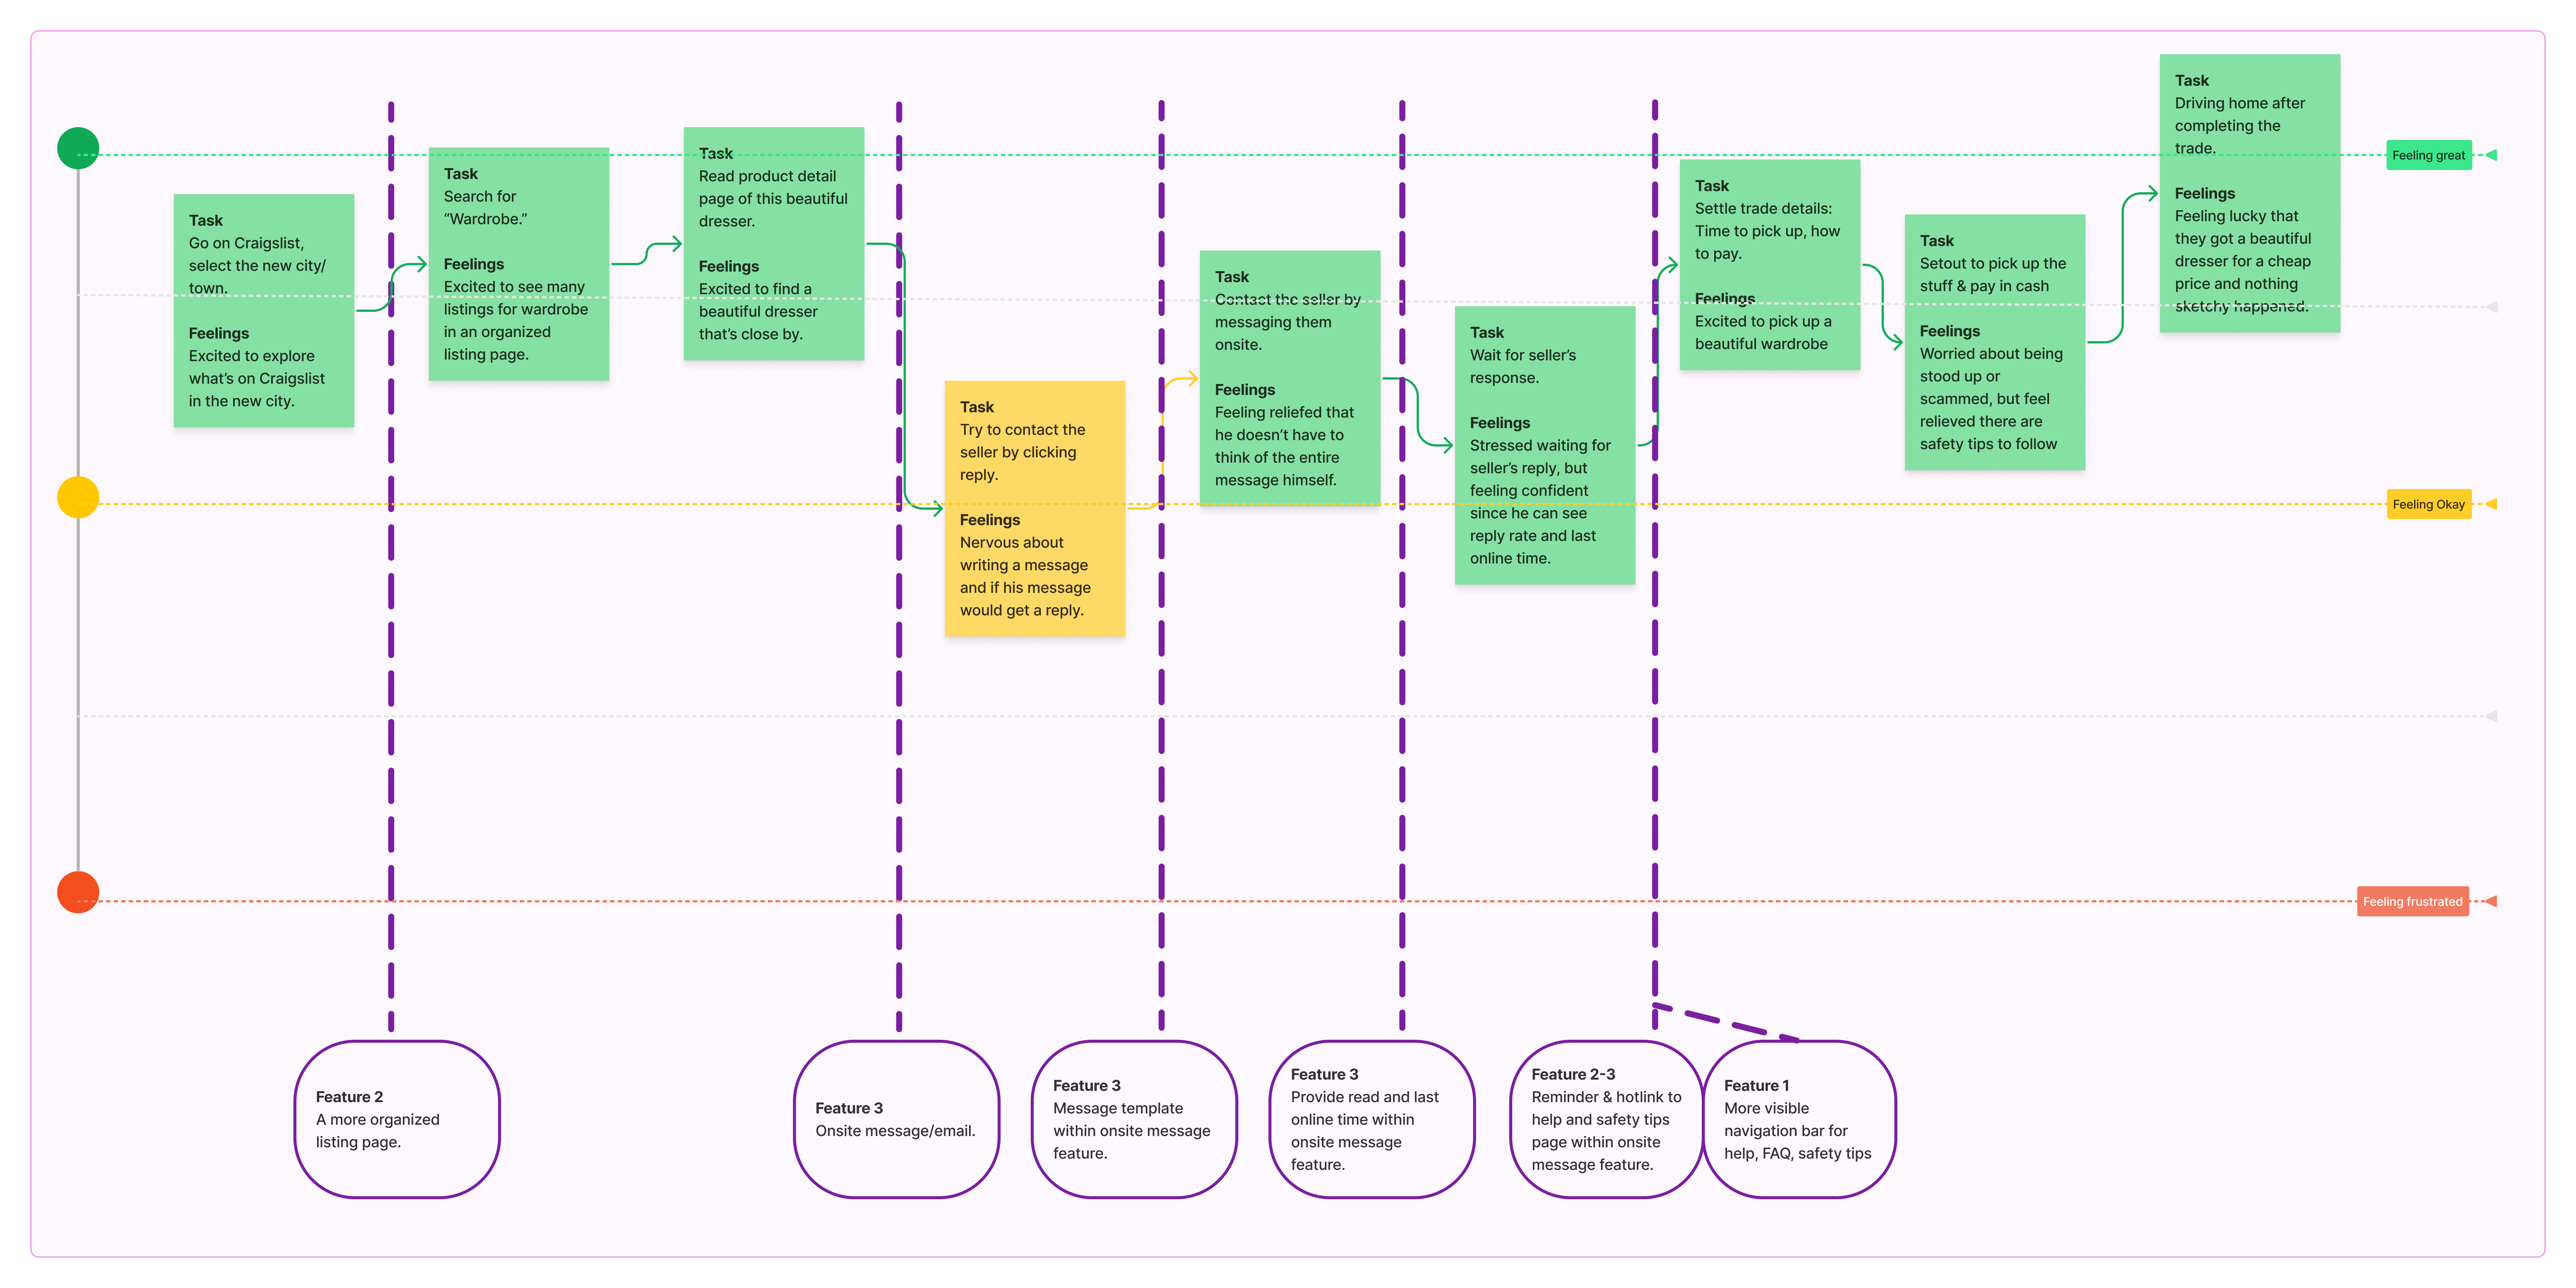 Task
Go on Craigslist,
select the new city/
town.
Feelings
Excited to explore
what's on Craigslist
in the new city.
Task
Search for
“Wardrobe.”
Feelings
Excited to see many
listings for wardrobe
in an organized
listing page.
Task
Read product detail
page of this beautiful
dresser.
Feelings
Excited to find a
beautiful dresser
that's close by.
Task
Try to contact the
seller by clicking
reply.
Feelings
Nervous about
writing a message
and if his message
would get a reply.
Task
Contact the seller by
messaging them
onsite.
Feelings
Feeling reliefed that
he doesn't have to
think of the entire
message himself.
Task
Wait for seller's
response.
Feelings
Stressed waiting for
seller's reply, but
feeling confident
since he can see
reply rate and last
online time.
Task
Settle trade details:
Time to pick up, how
to pay.
Feelings
Excited to pick up a
beautiful wardrobe
Task
Setout to pick up the
stuff & pay in cash
Feelings
Worried about being
stood up or
scammed, but feel
relieved there are
safety tips to follow
Task
Driving home after
completing the
trade.
Feelings
Feeling lucky that
they got a beautiful
dresser for a cheap
price and nothing
sketchy happened.
Feeling great
Feeling Okay
Feeling frustrated
Feature 2
A more organized
listing page.
Feature 3
Onsite message/email.
Feature 3
Message template
within onsite message
feature.
Feature 3
Provide read and last
online time within
onsite message
feature.
Feature 2-3
Reminder & hotlink to
help and safety tips
page within onsite
message feature.
Feature 1
More visible
navigation bar for
help, FAQ, safety tips